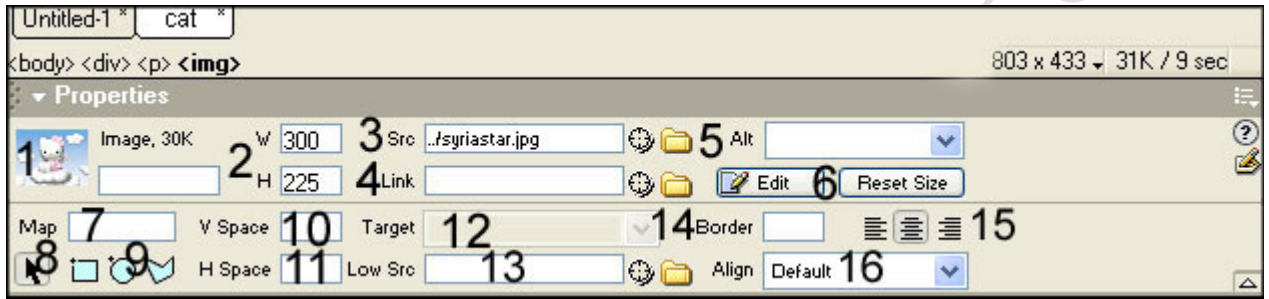 Untitled-1 * cat *
<body> <div> <p> <img> 803 x 433 31K / 9 sec
Properties
1 Image, 30K 2 W 300 3 Src ../syriastar.jpg 5 Alt
H 225 4 Link Edit 6 Reset Size
Map 7 V Space 10 Target 12 14 Border 15
8 9 H Space 11 Low Src 13 Align Default 16